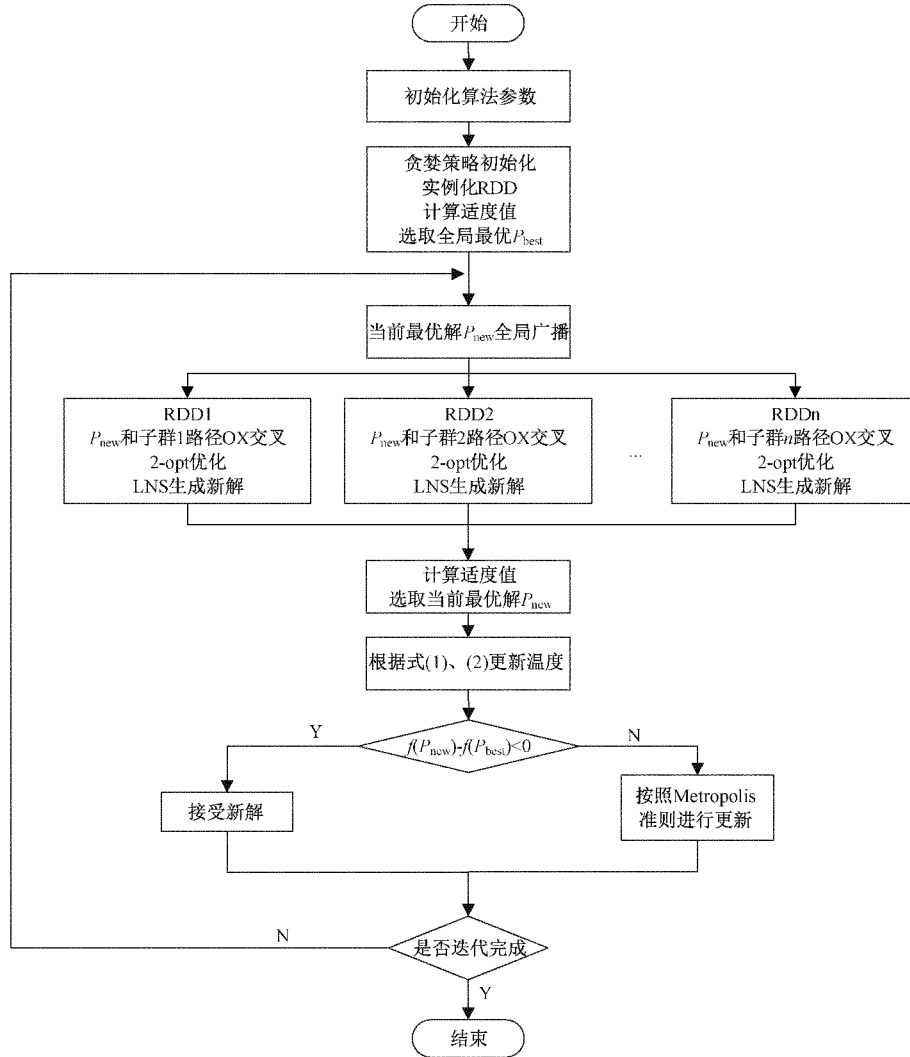 开始
初始化算法参数
贪婪策略初始化
实例化RDD
计算适度值
选取全局最优Pbest
当前最优解Pnew全局广播
RDD1
Pnew和子群1路径OX交叉
2-opt优化
LNS生成新解
RDD2
Pnew和子群2路径OX交叉
2-opt优化
LNS生成新解
...
RDDn
Pnew和子群n路径OX交叉
2-opt优化
LNS生成新解
计算适度值
选取当前最优解Pnew
根据式(1)、(2)更新温度
Y
f(Pnew)-f(Pbest)<0
N
接受新解
按照Metropolis
准则进行更新
N
是否迭代完成
Y
结束